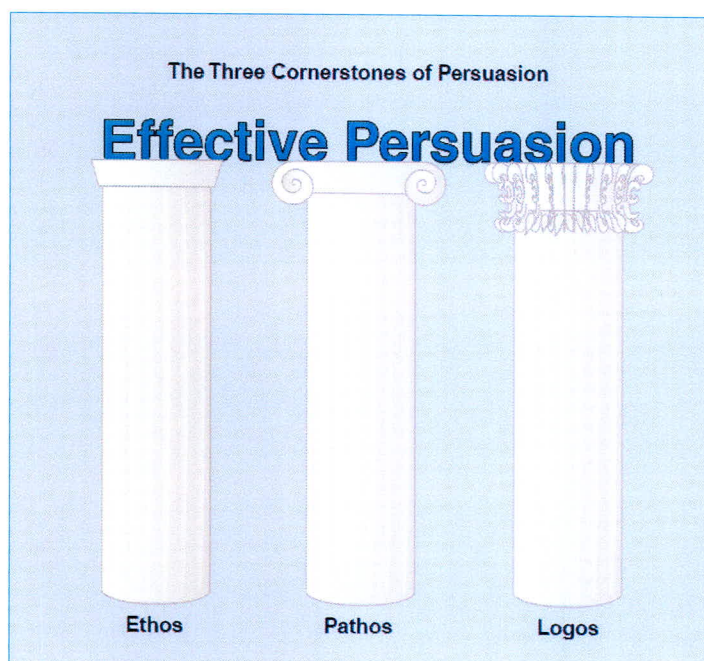 The Three Cornerstones of Persuasion
Effective Persuasion
Ethos Pathos Logos